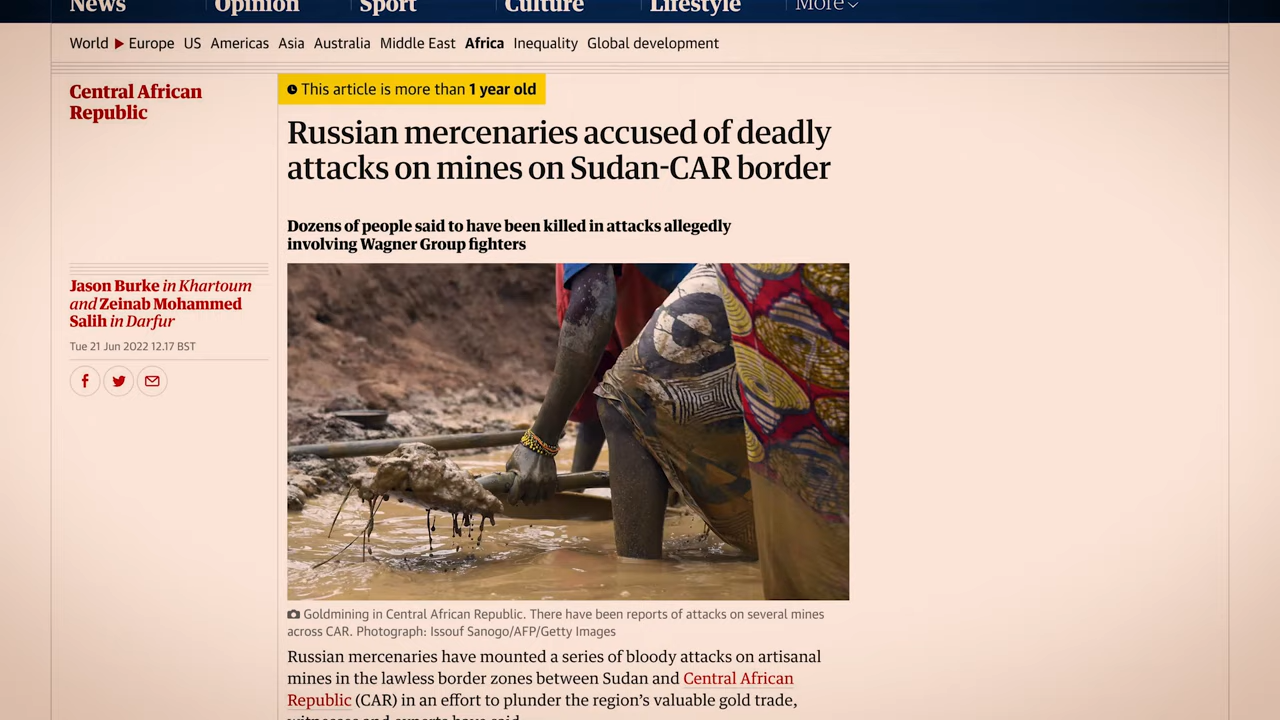 News Opinion Sport Culture Lifestyle More
World Europe US Americas Asia Australia Middle East Africa Inequality Global development
Central African
Republic
This article is more than 1 year old
Russian mercenaries accused of deadly
attacks on mines on Sudan-CAR border
Dozens of people said to have been killed in attacks allegedly
involving Wagner Group fighters
Jason Burke in Khartoum
and Zeinab Mohammed
Salih in Darfur
Tue 21 Jun 2022 12.17 BST
Goldmining in Central African Republic. There have been reports of attacks on several mines
across CAR. Photograph: Issouf Sanogo/AFP/Getty Images
Russian mercenaries have mounted a series of bloody attacks on artisanal
mines in the lawless border zones between Sudan and Central African
Republic (CAR) in an effort to plunder the region's valuable gold trade,
witnesses and experts have said